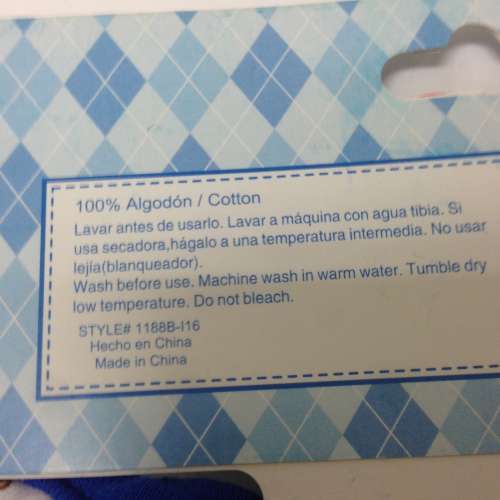 100% Algodón / Cotton
Lavar antes de usarlo. Lavar a máquina con agua tibia. Si
usa secadora,hágalo a una temperatura intermedia. No usar
lejía(blanqueador).
Wash before use. Machine wash in warm water. Tumble dry
low temperature. Do not bleach.
STYLE# 1188B-I16
Hecho en China
Made in China